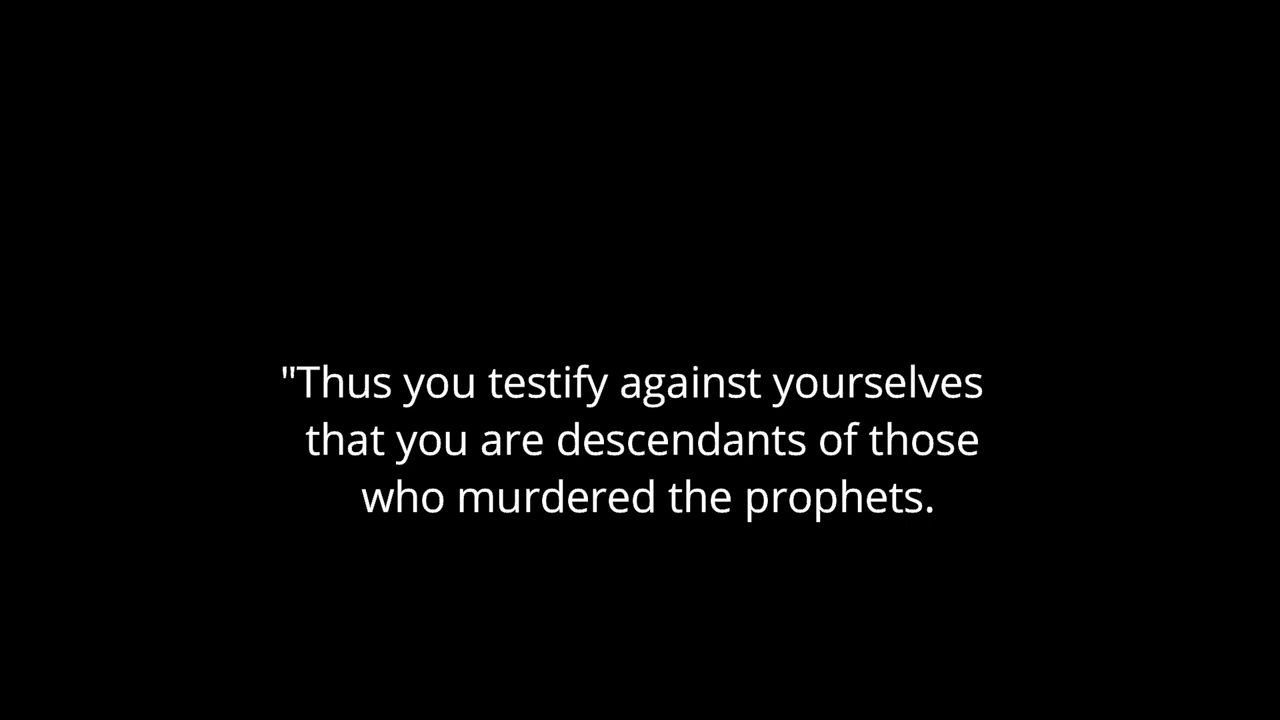 "Thus you testify against yourselves
that you are descendants of those
who murdered the prophets.